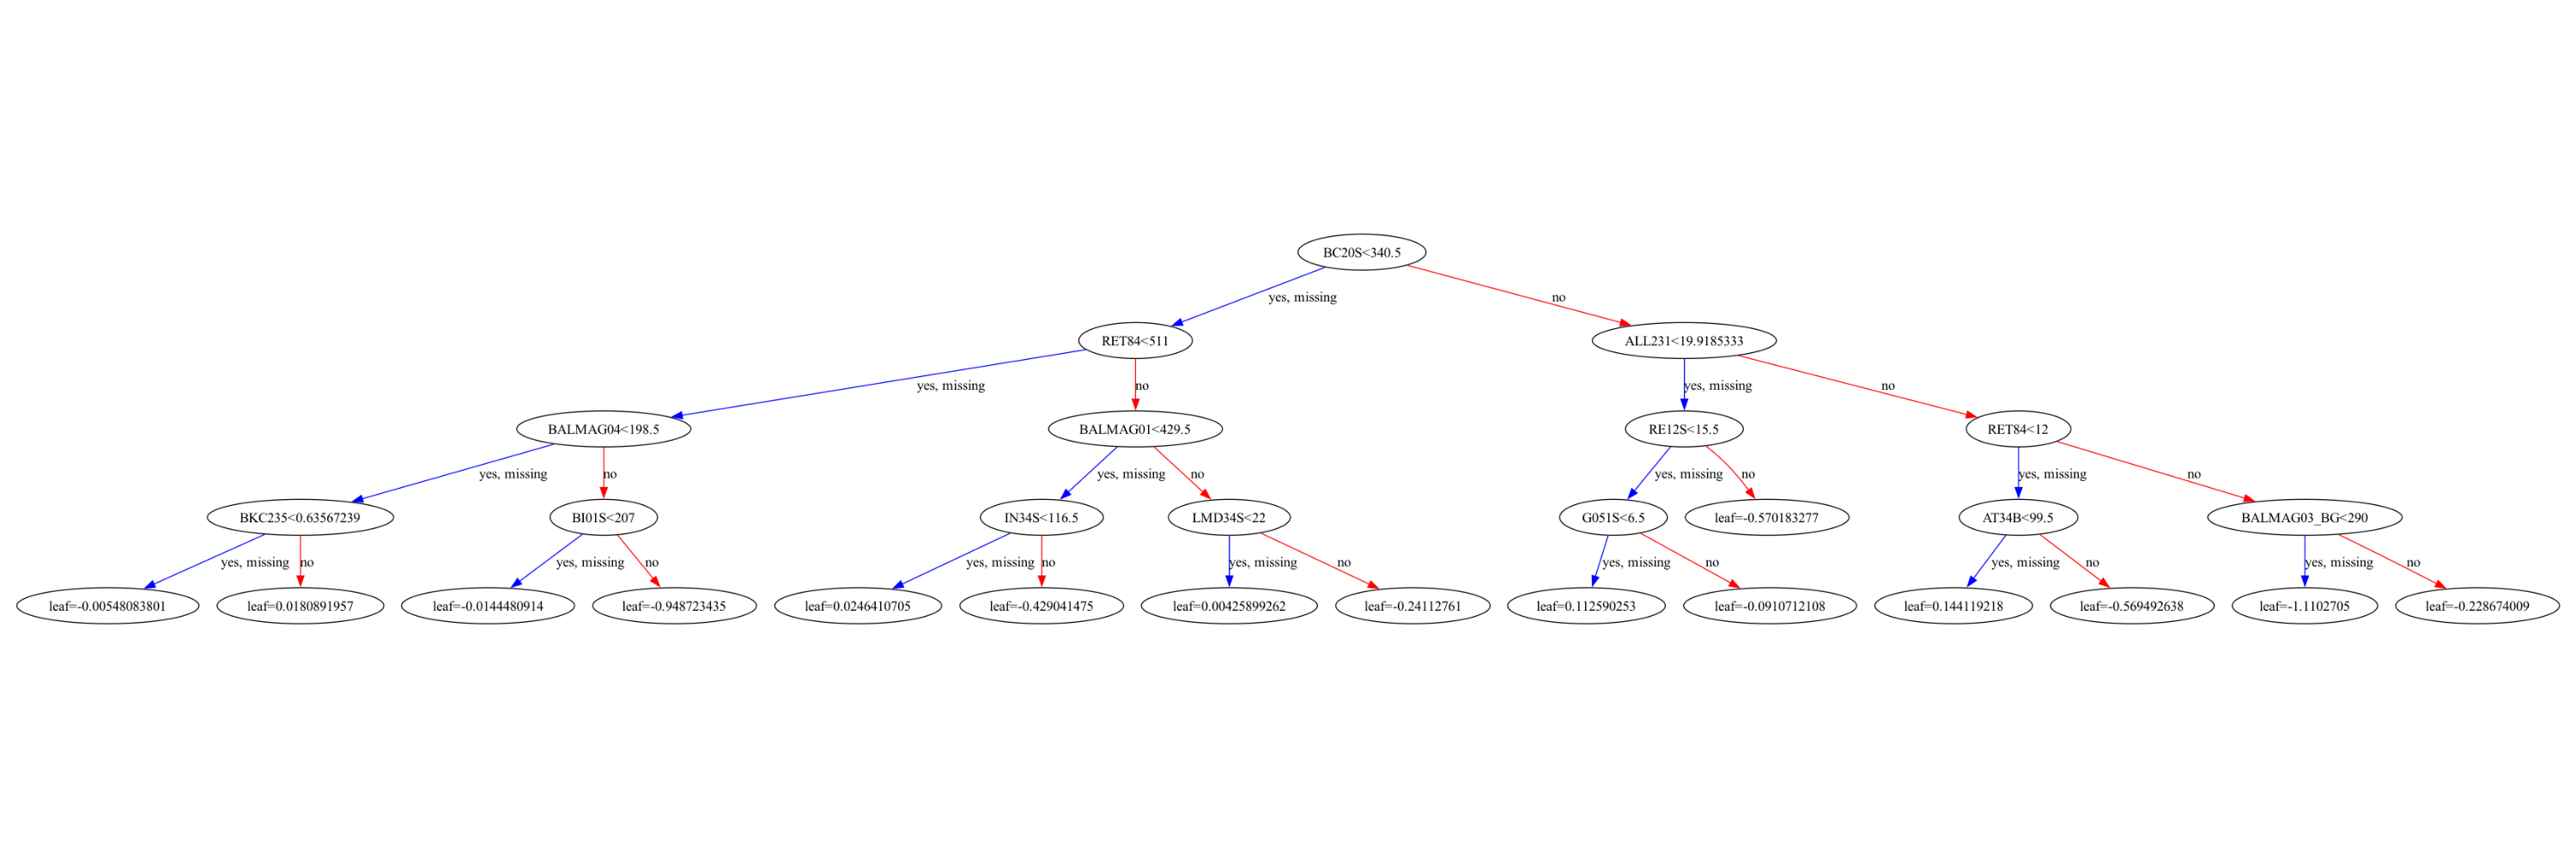 BC20S<340.5
yes, missing
no
RET84<511
ALL231<19.9185333
yes, missing
no
yes, missing
no
BALMAG04<198.5
BALMAG01<429.5
RE12S<15.5
RET84<12
yes, missing
no
yes, missing
no
yes, missing
no
yes, missing
no
BKC235<0.63567239
BI01S<207
IN34S<116.5
LMD34S<22
G051S<6.5
leaf=-0.570183277
AT34B<99.5
BALMAG03_BG<290
yes, missing
no
yes, missing
no
yes, missing
no
yes, missing
no
yes, missing
no
yes, missing
no
yes, missing
no
leaf=-0.00548083801
leaf=0.0180891957
leaf=-0.0144480914
leaf=-0.948723435
leaf=0.0246410705
leaf=-0.429041475
leaf=0.00425899262
leaf=-0.24112761
leaf=0.112590253
leaf=-0.0910712108
leaf=0.144119218
leaf=-0.569492638
leaf=-1.1102705
leaf=-0.228674009